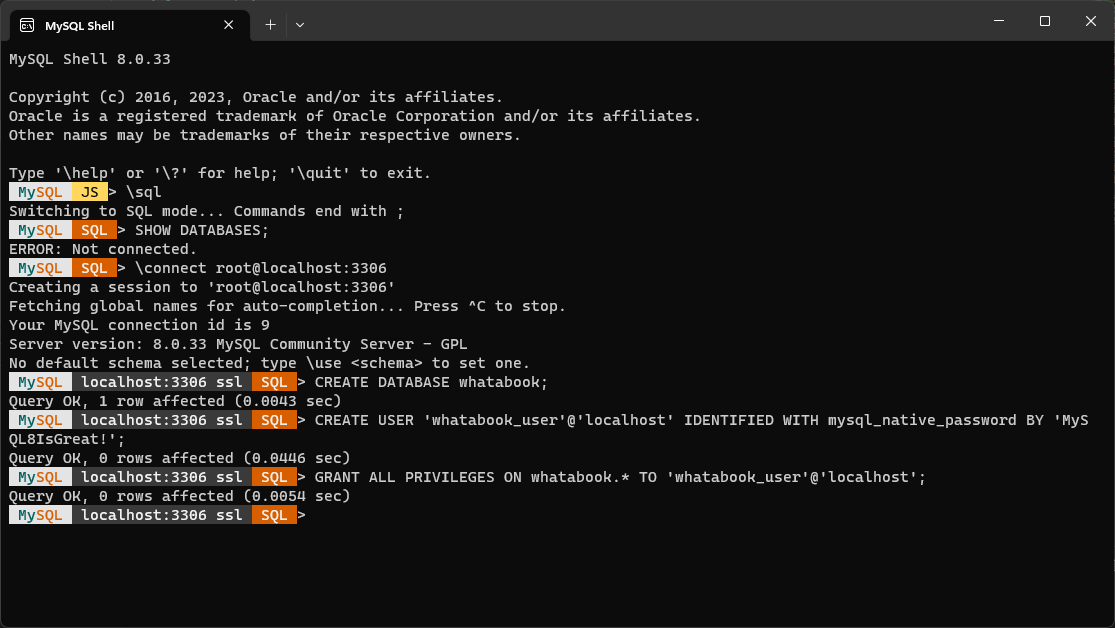 MySQL Shell
MySQL Shell 8.0.33
Copyright (c) 2016, 2023, Oracle and/or its affiliates.
Oracle is a registered trademark of Oracle Corporation and/or its affiliates.
Other names may be trademarks of their respective owners.
Type '\help' or '\?' for help; '\quit' to exit.
MySQL JS > \sql
Switching to SQL mode... Commands end with ;
MySQL SQL > SHOW DATABASES;
ERROR: Not connected.
MySQL SQL > \connect root@localhost:3306
Creating a session to 'root@localhost:3306'
Fetching global names for auto-completion... Press ^C to stop.
Your MySQL connection id is 9
Server version: 8.0.33 MySQL Community Server - GPL
No default schema selected; type \use <schema> to set one.
MySQL localhost:3306 ssl SQL > CREATE DATABASE whatabook;
Query OK, 1 row affected (0.0043 sec)
MySQL localhost:3306 ssl SQL > CREATE USER 'whatabook_user'@'localhost' IDENTIFIED WITH mysql_native_password BY 'MyS
QL8IsGreat!';
Query OK, 0 rows affected (0.0446 sec)
MySQL localhost:3306 ssl SQL > GRANT ALL PRIVILEGES ON whatabook.* TO 'whatabook_user'@'localhost';
Query OK, 0 rows affected (0.0054 sec)
MySQL localhost:3306 ssl SQL >